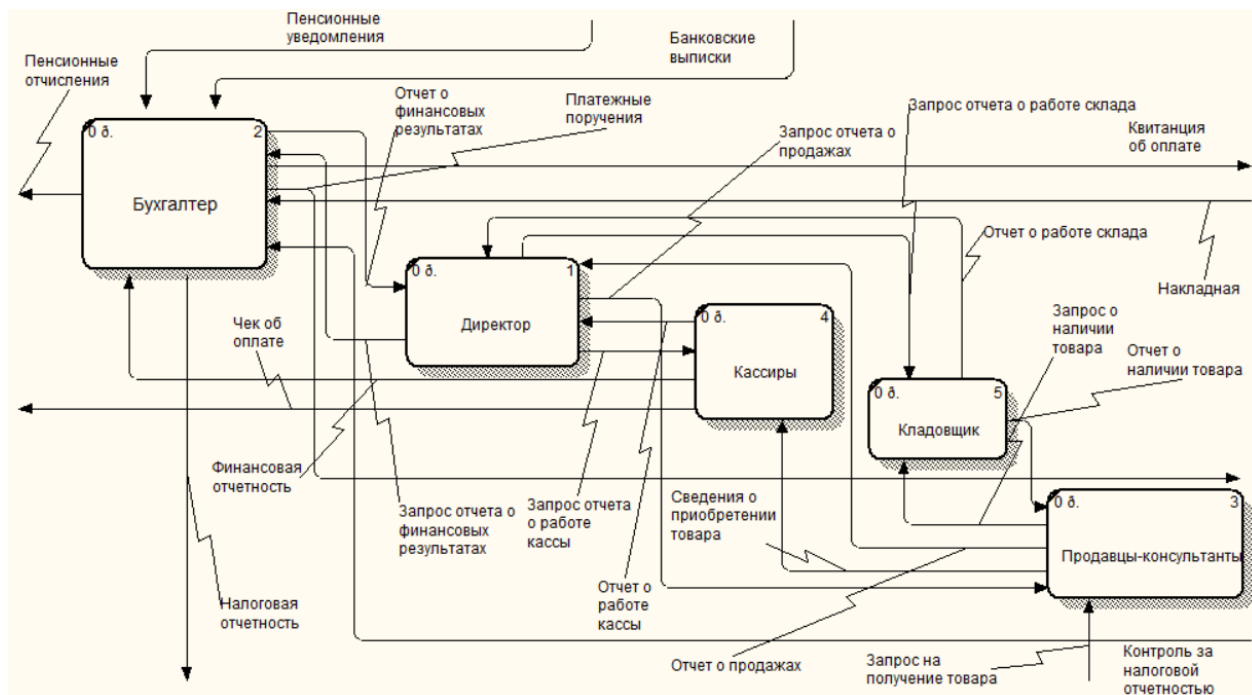 Пенсионные
уведомления
Банковские
выписки
Пенсионные
отчисления
Отчет о
финансовых
результатах
Платежные
поручения
Запрос отчета о работе склада
Запрос отчета о
продажах
Квитанция
об оплате
0 ð. 2
Бухгалтер
Отчет о работе склада
Накладная
0 ð. 1
Директор
0 ð. 4
Кассиры
Запрос о
наличии
товара
Отчет о
наличии товара
Чек об
оплате
0 ð. 5
Кладовщик
Финансовая
отчетность
Запрос отчета о
финансовых
результатах
Запрос отчета
о работе
кассы
Сведения о
приобретении
товара
0 ð. 3
Продавцы-консультанты
Отчет о
работе
кассы
Налоговая
отчетность
Отчет о продажах
Запрос на
получение товара
Контроль за
налоговой
отчетностью